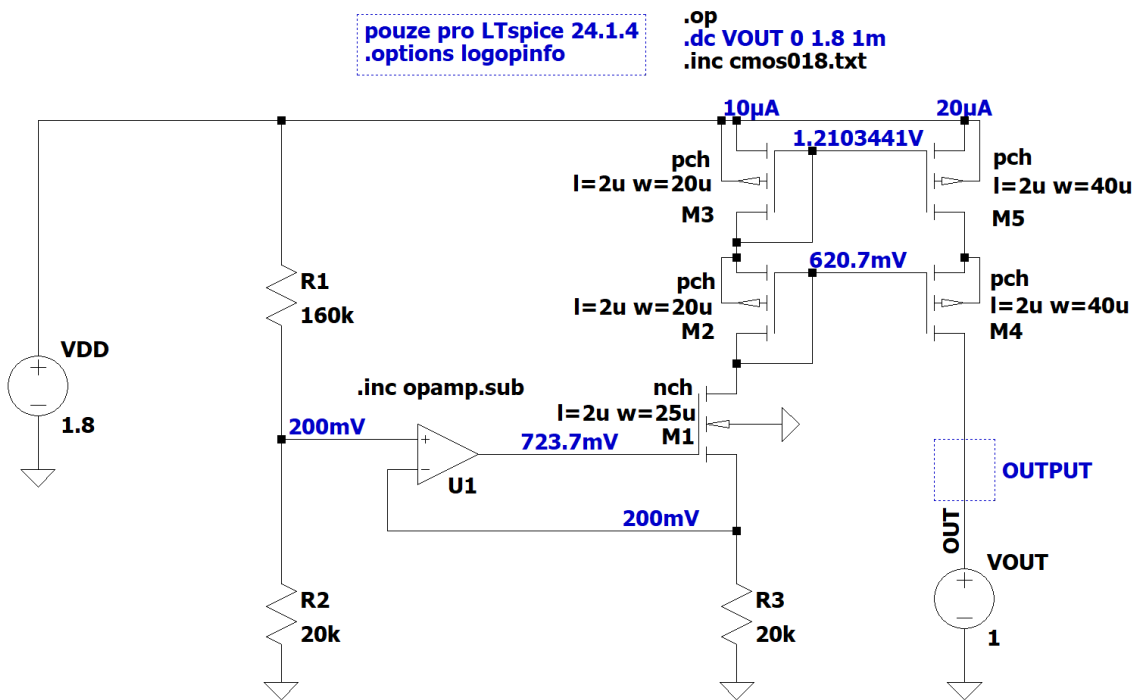 pouze pro LTspice 24.1.4
.options logopinfo
.op
.dc VOUT 0 1.8 1m
.inc cmos018.txt
10µA
20µA
1.2103441V
pch
l=2u w=20u
M3
pch
l=2u w=40u
M5
620.7mV
pch
l=2u w=20u
M2
pch
l=2u w=40u
M4
R1
160k
VDD
+
−
1.8
.inc opamp.sub
nch
l=2u w=25u
M1
200mV
723.7mV
+
−
U1
200mV
OUTPUT
OUT
VOUT
+
−
1
R2
20k
R3
20k